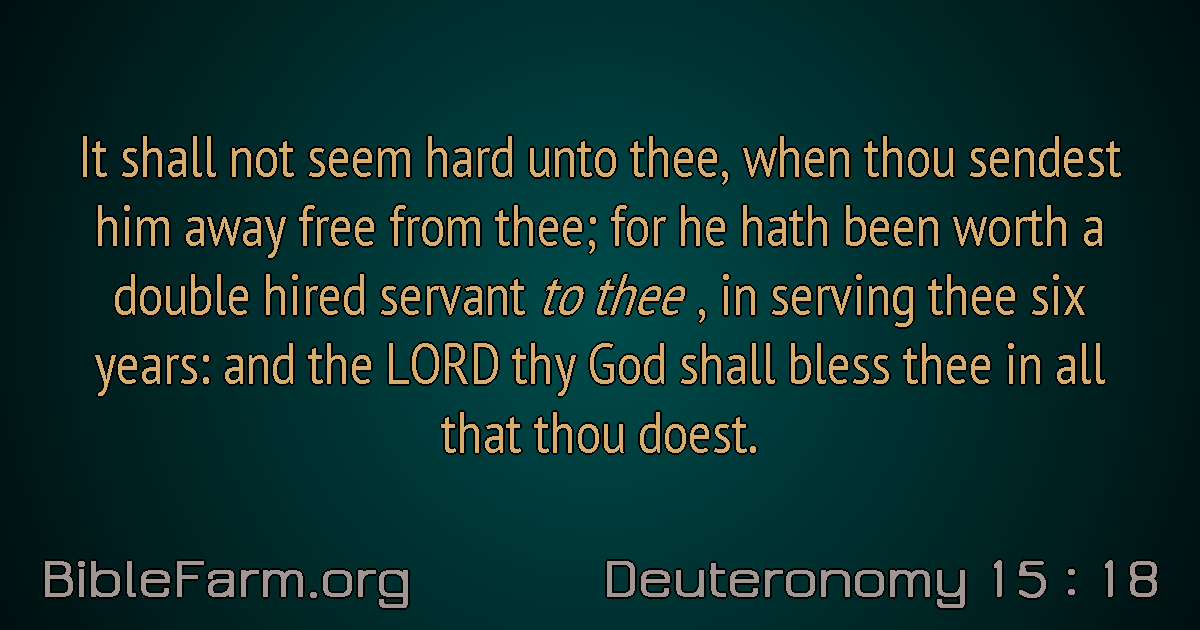 It shall not seem hard unto thee, when thou sendest
him away free from thee; for he hath been worth a
double hired servant to thee , in serving thee six
years: and the LORD thy God shall bless thee in all
that thou doest.
BibleFarm.org
Deuteronomy 15 : 18